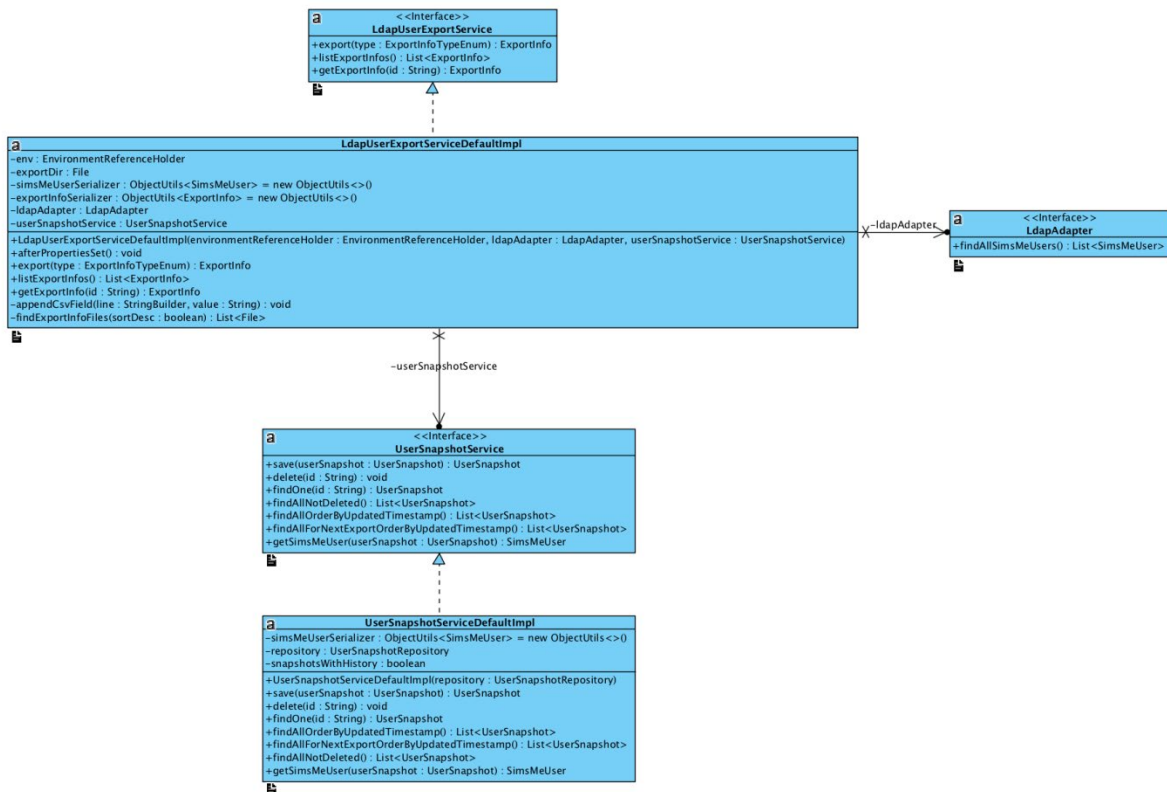 a
<<Interface>>
LdapUserExportService
+export(type : ExportInfoTypeEnum) : ExportInfo
+listExportInfos() : List<ExportInfo>
+getExportInfo(id : String) : ExportInfo
a
LdapUserExportServiceDefaultImpl
-env : EnvironmentReferenceHolder
-exportDir : File
-simsMeUserSerializer : ObjectUtils<SimsMeUser> = new ObjectUtils<>()
-exportInfoSerializer : ObjectUtils<ExportInfo> = new ObjectUtils<>()
-ldapAdapter : LdapAdapter
-userSnapshotService : UserSnapshotService
+LdapUserExportServiceDefaultImpl(environmentReferenceHolder : EnvironmentReferenceHolder, ldapAdapter : LdapAdapter, userSnapshotService : UserSnapshotService)
+afterPropertiesSet() : void
+export(type : ExportInfoTypeEnum) : ExportInfo
+listExportInfos() : List<ExportInfo>
+getExportInfo(id : String) : ExportInfo
-appendCsvField(line : StringBuilder, value : String) : void
-findExportInfoFiles(sortDesc : boolean) : List<File>
-ldapAdapter
a
<<Interface>>
LdapAdapter
+findAllSimsMeUsers() : List<SimsMeUser>
-userSnapshotService
a
<<Interface>>
UserSnapshotService
+save(userSnapshot : UserSnapshot) : UserSnapshot
+delete(id : String) : void
+findOne(id : String) : UserSnapshot
+findAllNotDeleted() : List<UserSnapshot>
+findAllOrderByUpdatedTimestamp() : List<UserSnapshot>
+findAllForNextExportOrderByUpdatedTimestamp() : List<UserSnapshot>
+getSimsMeUser(userSnapshot : UserSnapshot) : SimsMeUser
a
UserSnapshotServiceDefaultImpl
-simsMeUserSerializer : ObjectUtils<SimsMeUser> = new ObjectUtils<>()
-repository : UserSnapshotRepository
-snapshotsWithHistory : boolean
+UserSnapshotServiceDefaultImpl(repository : UserSnapshotRepository)
+save(userSnapshot : UserSnapshot) : UserSnapshot
+delete(id : String) : void
+findOne(id : String) : UserSnapshot
+findAllOrderByUpdatedTimestamp() : List<UserSnapshot>
+findAllForNextExportOrderByUpdatedTimestamp() : List<UserSnapshot>
+findAllNotDeleted() : List<UserSnapshot>
+getSimsMeUser(userSnapshot : UserSnapshot) : SimsMeUser